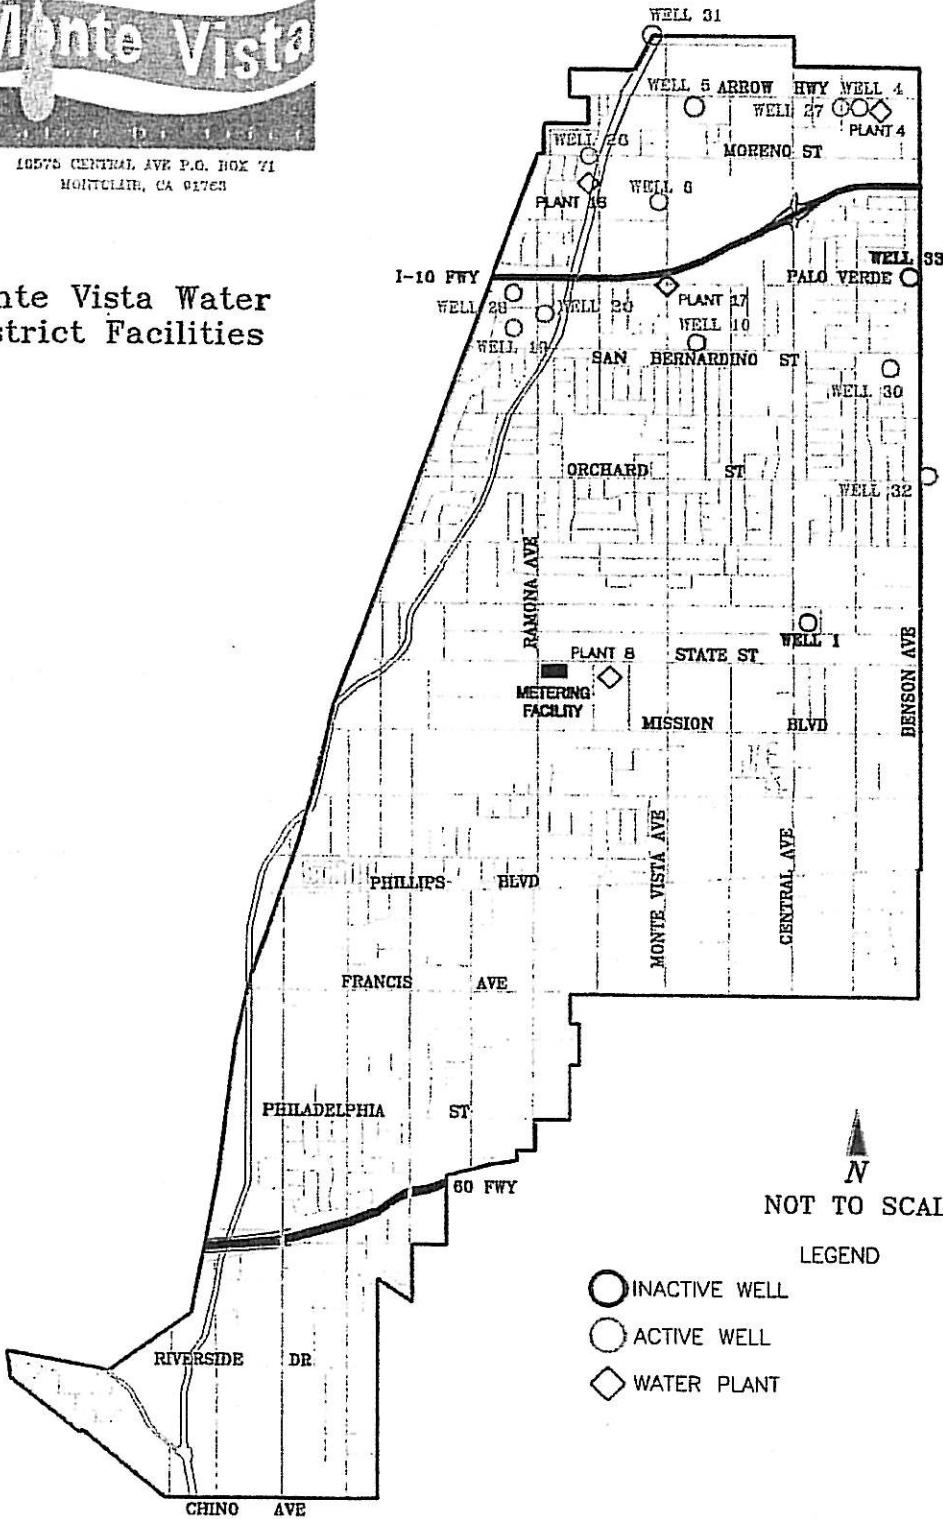 Monte Vista
10575 CENTRAL AVE P.O. BOX 71
MONTCLAIR, CA 91763
nte Vista Water
strict Facilities
WELL 31
WELL 5
ARROW HWY
WELL 4
WELL 27
PLANT 4
MORENO ST
PLANT
WELL 6
I-10 FWY
WELL 33
PALO VERDE
PLANT 17
WELL 28
WELL 20
WELL 19
WELL 10
SAN BERNARDINO ST
WELL 30
ORCHARD ST
WELL 32
RAMONA AVE
WELL 1
PLANT 8
STATE ST
METERING
FACILITY
BENSON AVE
MISSION BLVD
MONTE VISTA AVE
CENTRAL AVE
PHILLIPS BLVD
FRANCIS AVE
PHILADELPHIA ST
60 FWY
N
NOT TO SCAL
LEGEND
INACTIVE WELL
ACTIVE WELL
WATER PLANT
RIVERSIDE DR
CHINO AVE